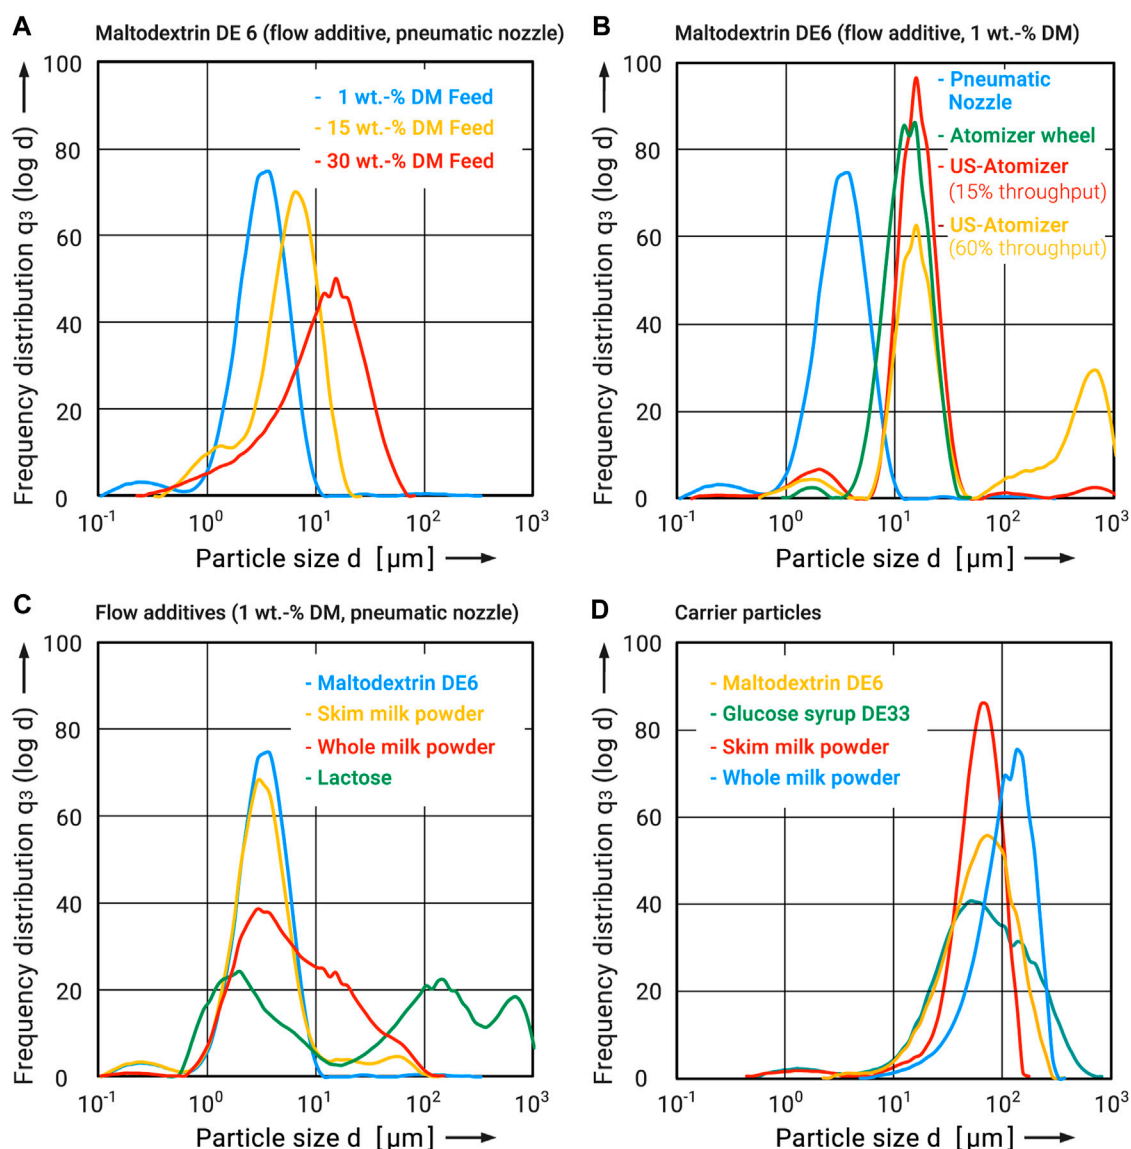 A
Maltodextrin DE 6 (flow additive, pneumatic nozzle)
Frequency distribution q₃ (log d)
100
80
60
40
20
0
- 1 wt.-% DM Feed
- 15 wt.-% DM Feed
- 30 wt.-% DM Feed
10⁻¹ 10⁰ 10¹ 10² 10³
Particle size d [µm]
B
Maltodextrin DE6 (flow additive, 1 wt.-% DM)
Frequency distribution q₃ (log d)
100
80
60
40
20
0
- Pneumatic
Nozzle
- Atomizer wheel
- US-Atomizer
(15% throughput)
- US-Atomizer
(60% throughput)
10⁻¹ 10⁰ 10¹ 10² 10³
Particle size d [µm]
C
Flow additives (1 wt.-% DM, pneumatic nozzle)
Frequency distribution q₃ (log d)
100
80
60
40
20
0
- Maltodextrin DE6
- Skim milk powder
- Whole milk powder
- Lactose
10⁻¹ 10⁰ 10¹ 10² 10³
Particle size d [µm]
D
Carrier particles
Frequency distribution q₃ (log d)
100
80
60
40
20
0
- Maltodextrin DE6
- Glucose syrup DE33
- Skim milk powder
- Whole milk powder
10⁻¹ 10⁰ 10¹ 10² 10³
Particle size d [µm]